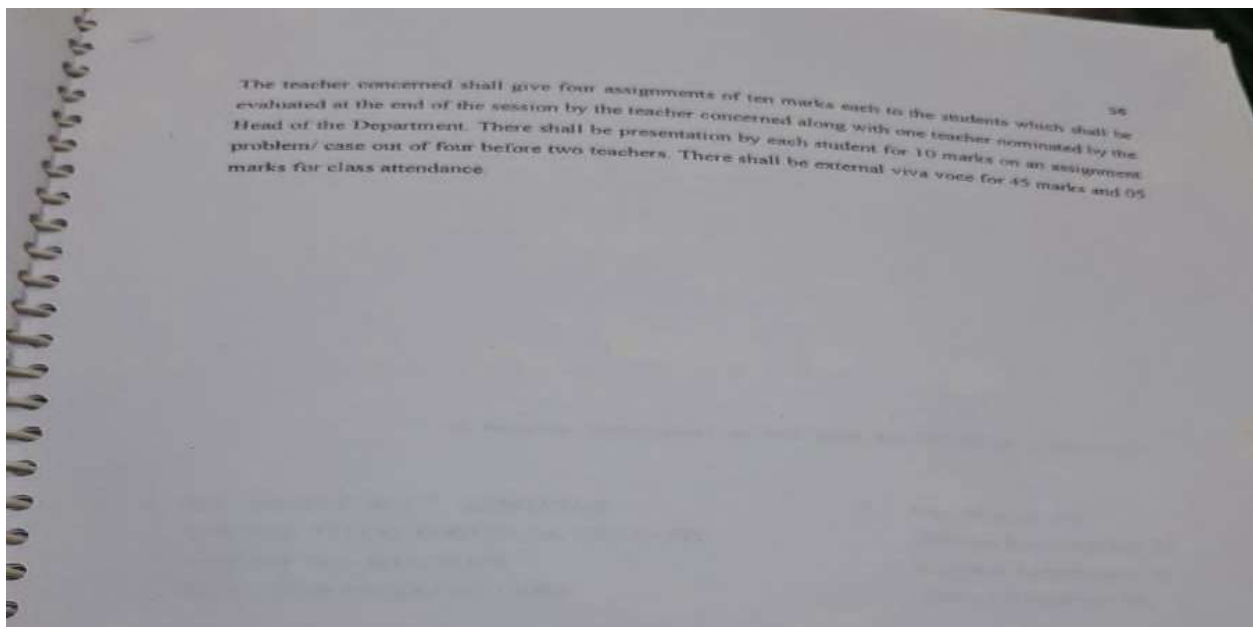 56
The teacher concerned shall give four assignments of ten marks each to the students which shall be
evaluated at the end of the session by the teacher concerned along with one teacher nominated by the
Head of the Department. There shall be presentation by each student for 10 marks on an assignment
problem/ case out of four before two teachers. There shall be external viva voce for 45 marks and 05
marks for class attendance